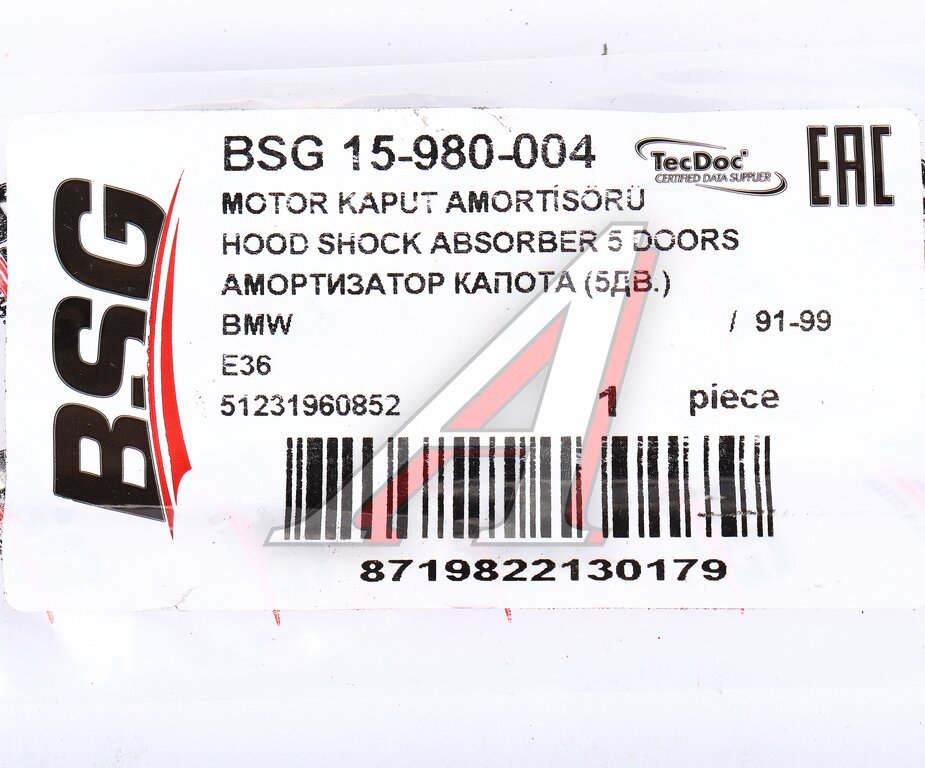 BSG
BSG 15-980-004
TecDoc
CERTIFIED DATA SUPPLIER
EAC
MOTOR KAPUT AMORTİSÖRÜ
HOOD SHOCK ABSORBER 5 DOORS
АМОРТИЗАТОР КАПОТА (5ДВ.)
BMW / 91-99
E36
51231960852 1 piece
8719822130179